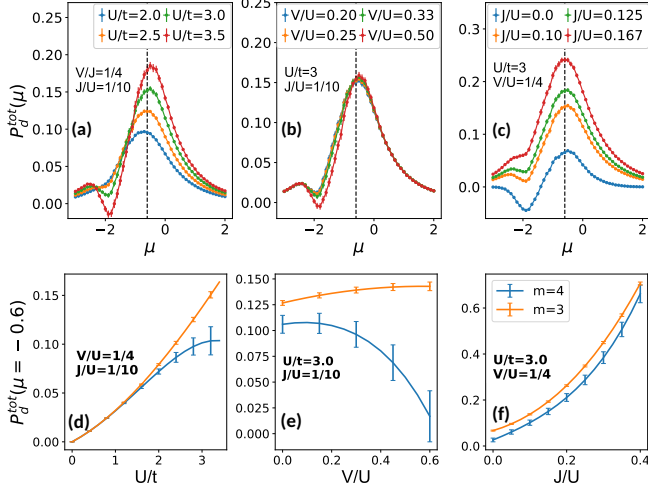 U/t=2.0 U/t=3.0
U/t=2.5 U/t=3.5
V/J=1/4
J/U=1/10
(a)
P_d^{tot}(μ)
0.20
0.15
0.10
0.05
0.00
−2 0 2
μ
V/U=0.20 V/U=0.33
V/U=0.25 V/U=0.50
U/t=3
J/U=1/10
(b)
0.15
0.10
0.05
0.00
−2 0 2
μ
J/U=0.0 J/U=0.125
J/U=0.10 J/U=0.167
U/t=3
V/U=1/4
(c)
0.3
0.2
0.1
0.0
−2 0 2
μ
P_d^{tot}(μ = − 0.6)
0.15
0.10
0.05
0.00
V/U=1/4
J/U=1/10
(d)
0 1 2 3
U/t
0.150
0.125
0.100
0.075
0.050
0.025
0.000
U/t=3.0
J/U=1/10
(e)
0.0 0.2 0.4 0.6
V/U
m=4
m=3
0.6
0.4
0.2
0.0
U/t=3.0
V/U=1/4
(f)
0.0 0.1 0.2 0.3 0.4
J/U